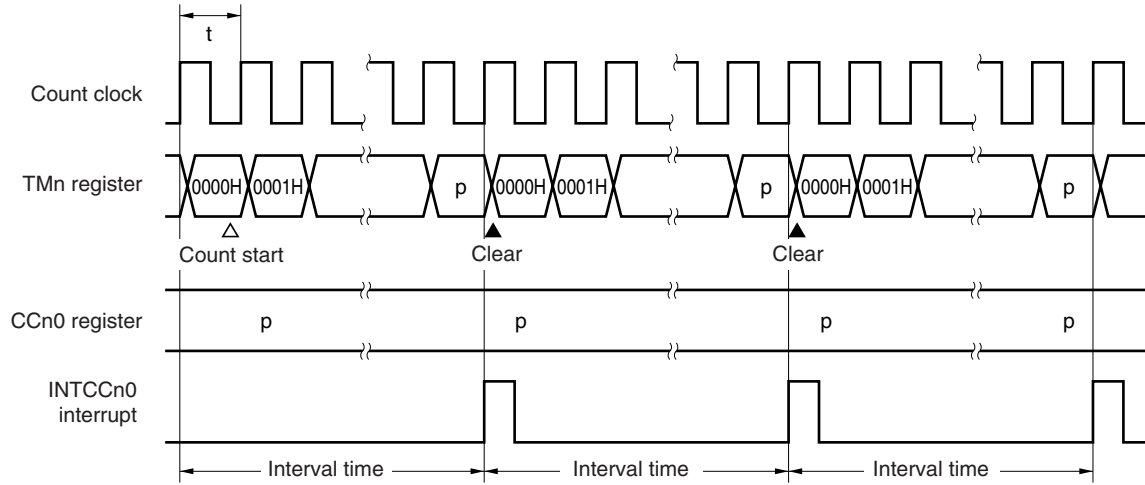 t
Count clock
TMn register
0000H 0001H p 0000H 0001H p 0000H 0001H p
Count start Clear Clear
CCn0 register
p p p p
INTCCn0
interrupt
Interval time Interval time Interval time